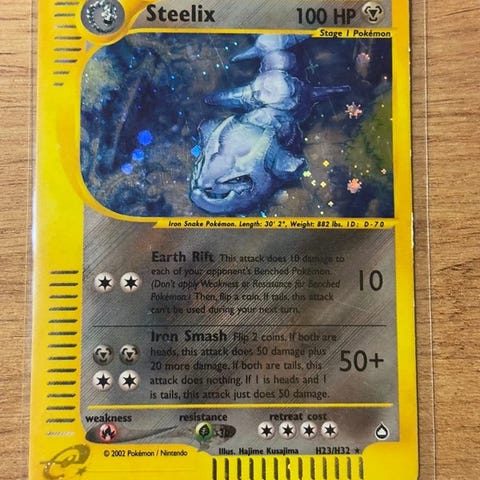 Steelix 100 HP
Stage 1 Pokémon
Iron Snake Pokémon. Length: 30' 2", Weight: 882 lbs. ID: D-70
Earth Rift This attack does 10 damage to
each of your opponent's Benched Pokémon.
(Don't apply Weakness or Resistance for Benched
Pokémon.) Then, flip a coin. If tails, this attack
can't be used during your next turn.
10
Iron Smash Flip 2 coins. If both are
heads, this attack does 50 damage plus
20 more damage. If both are tails, this
attack does nothing. If 1 is heads and 1
is tails, this attack just does 50 damage.
50+
weakness resistance retreat cost
-30
© 2002 Pokémon / Nintendo Illus. Hajime Kusajima H23/H32 ★